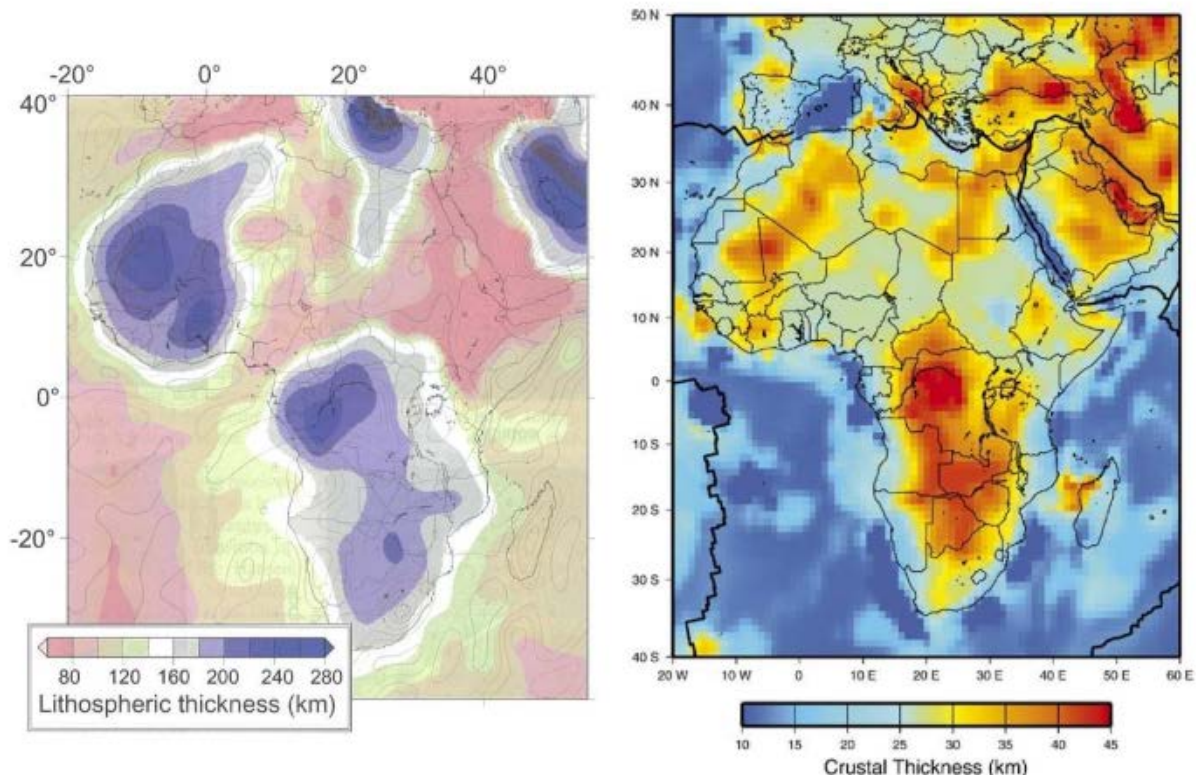 -20° 0° 20° 40°
40°
20°
0°
-20°
80 120 160 200 240 280
Lithospheric thickness (km)
50 N
40 N
30 N
20 N
10 N
0
10 S
20 S
30 S
40 S
20 W 10 W 0 10 E 20 E 30 E 40 E 50 E 60 E
10 15 20 25 30 35 40 45
Crustal Thickness (km)